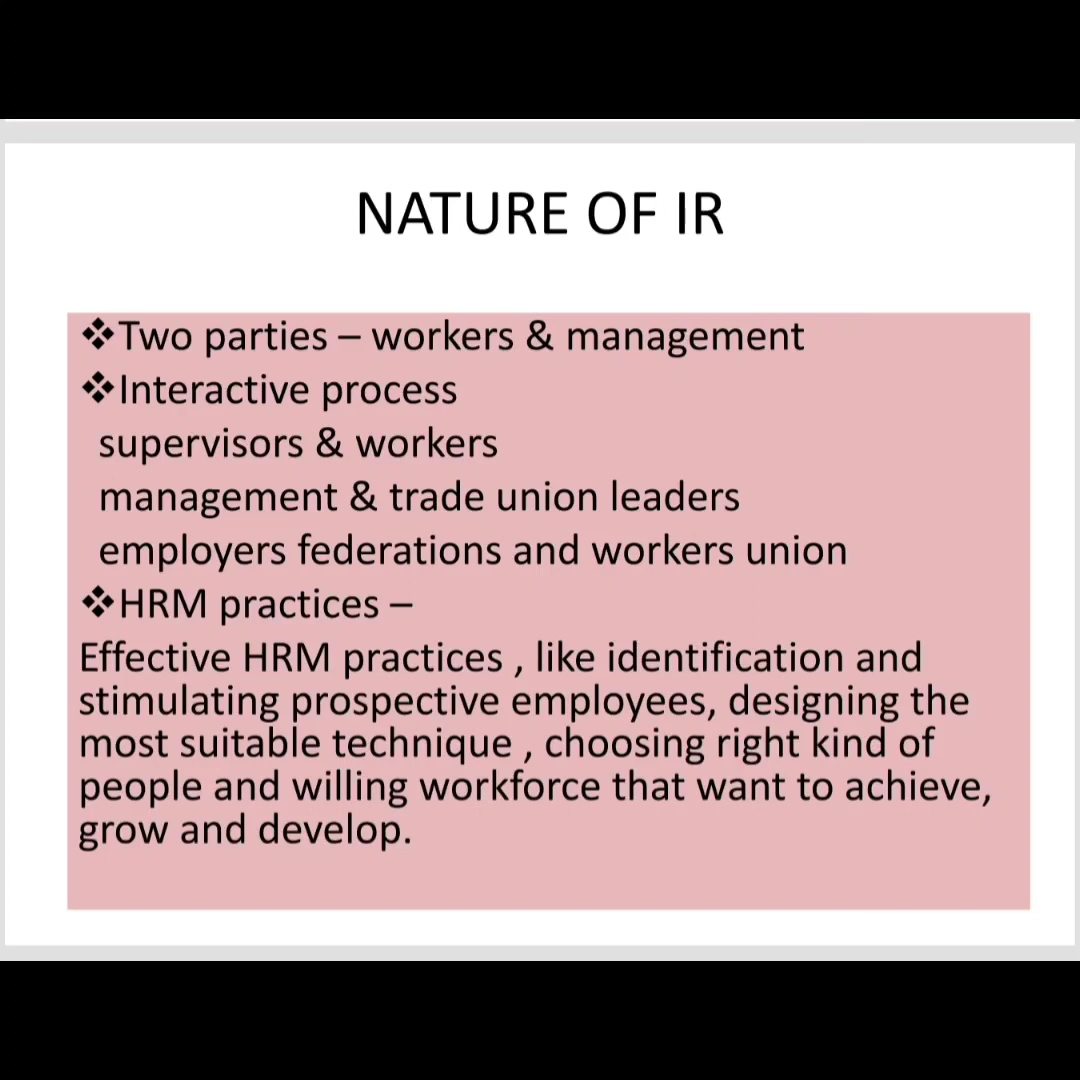 NATURE OF IR
❖Two parties – workers & management
❖Interactive process
supervisors & workers
management & trade union leaders
employers federations and workers union
❖HRM practices –
Effective HRM practices , like identification and
stimulating prospective employees, designing the
most suitable technique , choosing right kind of
people and willing workforce that want to achieve,
grow and develop.